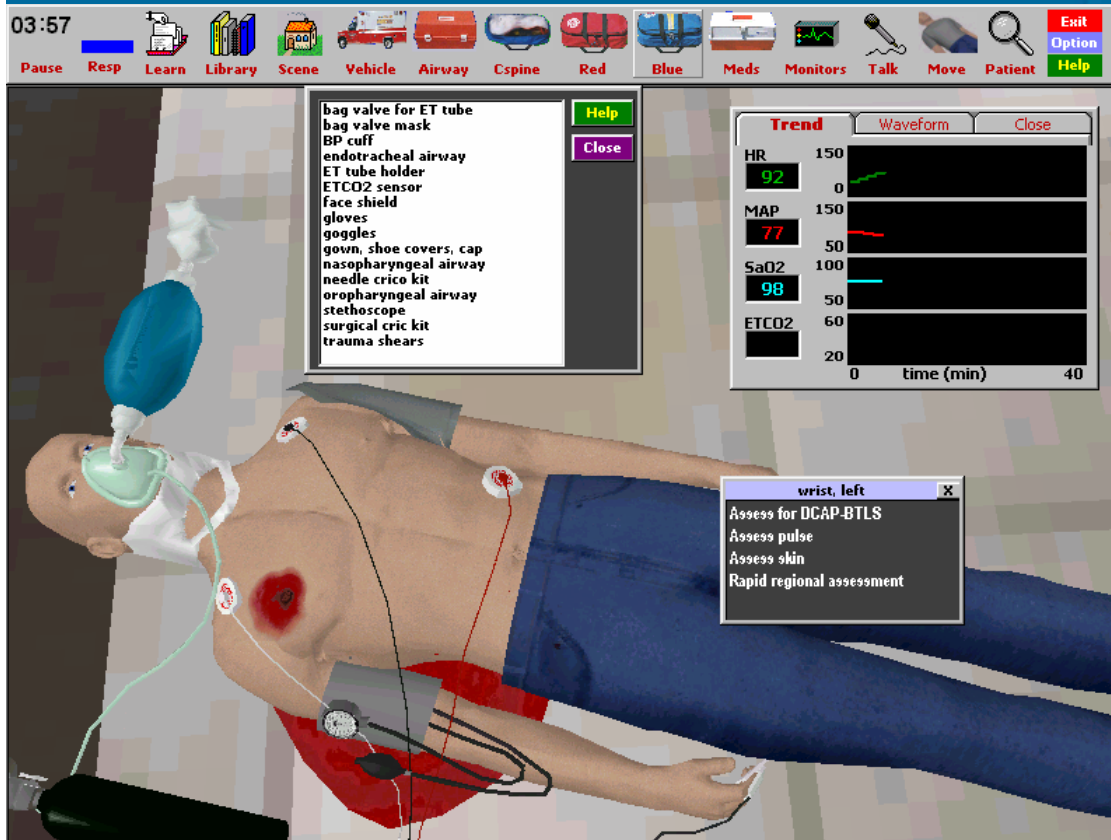 03:57
Pause Resp Learn Library Scene Vehicle Airway Cspine Red Blue Meds Monitors Talk Move Patient
Exit
Option
Help
bag valve for ET tube
bag valve mask
BP cuff
endotracheal airway
ET tube holder
ETCO2 sensor
face shield
gloves
goggles
gown, shoe covers, cap
nasopharyngeal airway
needle crico kit
oropharyngeal airway
stethoscope
surgical cric kit
trauma shears
Help
Close
Trend Waveform Close
HR 150
92
0
MAP 150
77
50
SaO2 100
98
50
ETCO2 60
20
0 time (min) 40
wrist, left X
Assess for DCAP-BTLS
Assess pulse
Assess skin
Rapid regional assessment